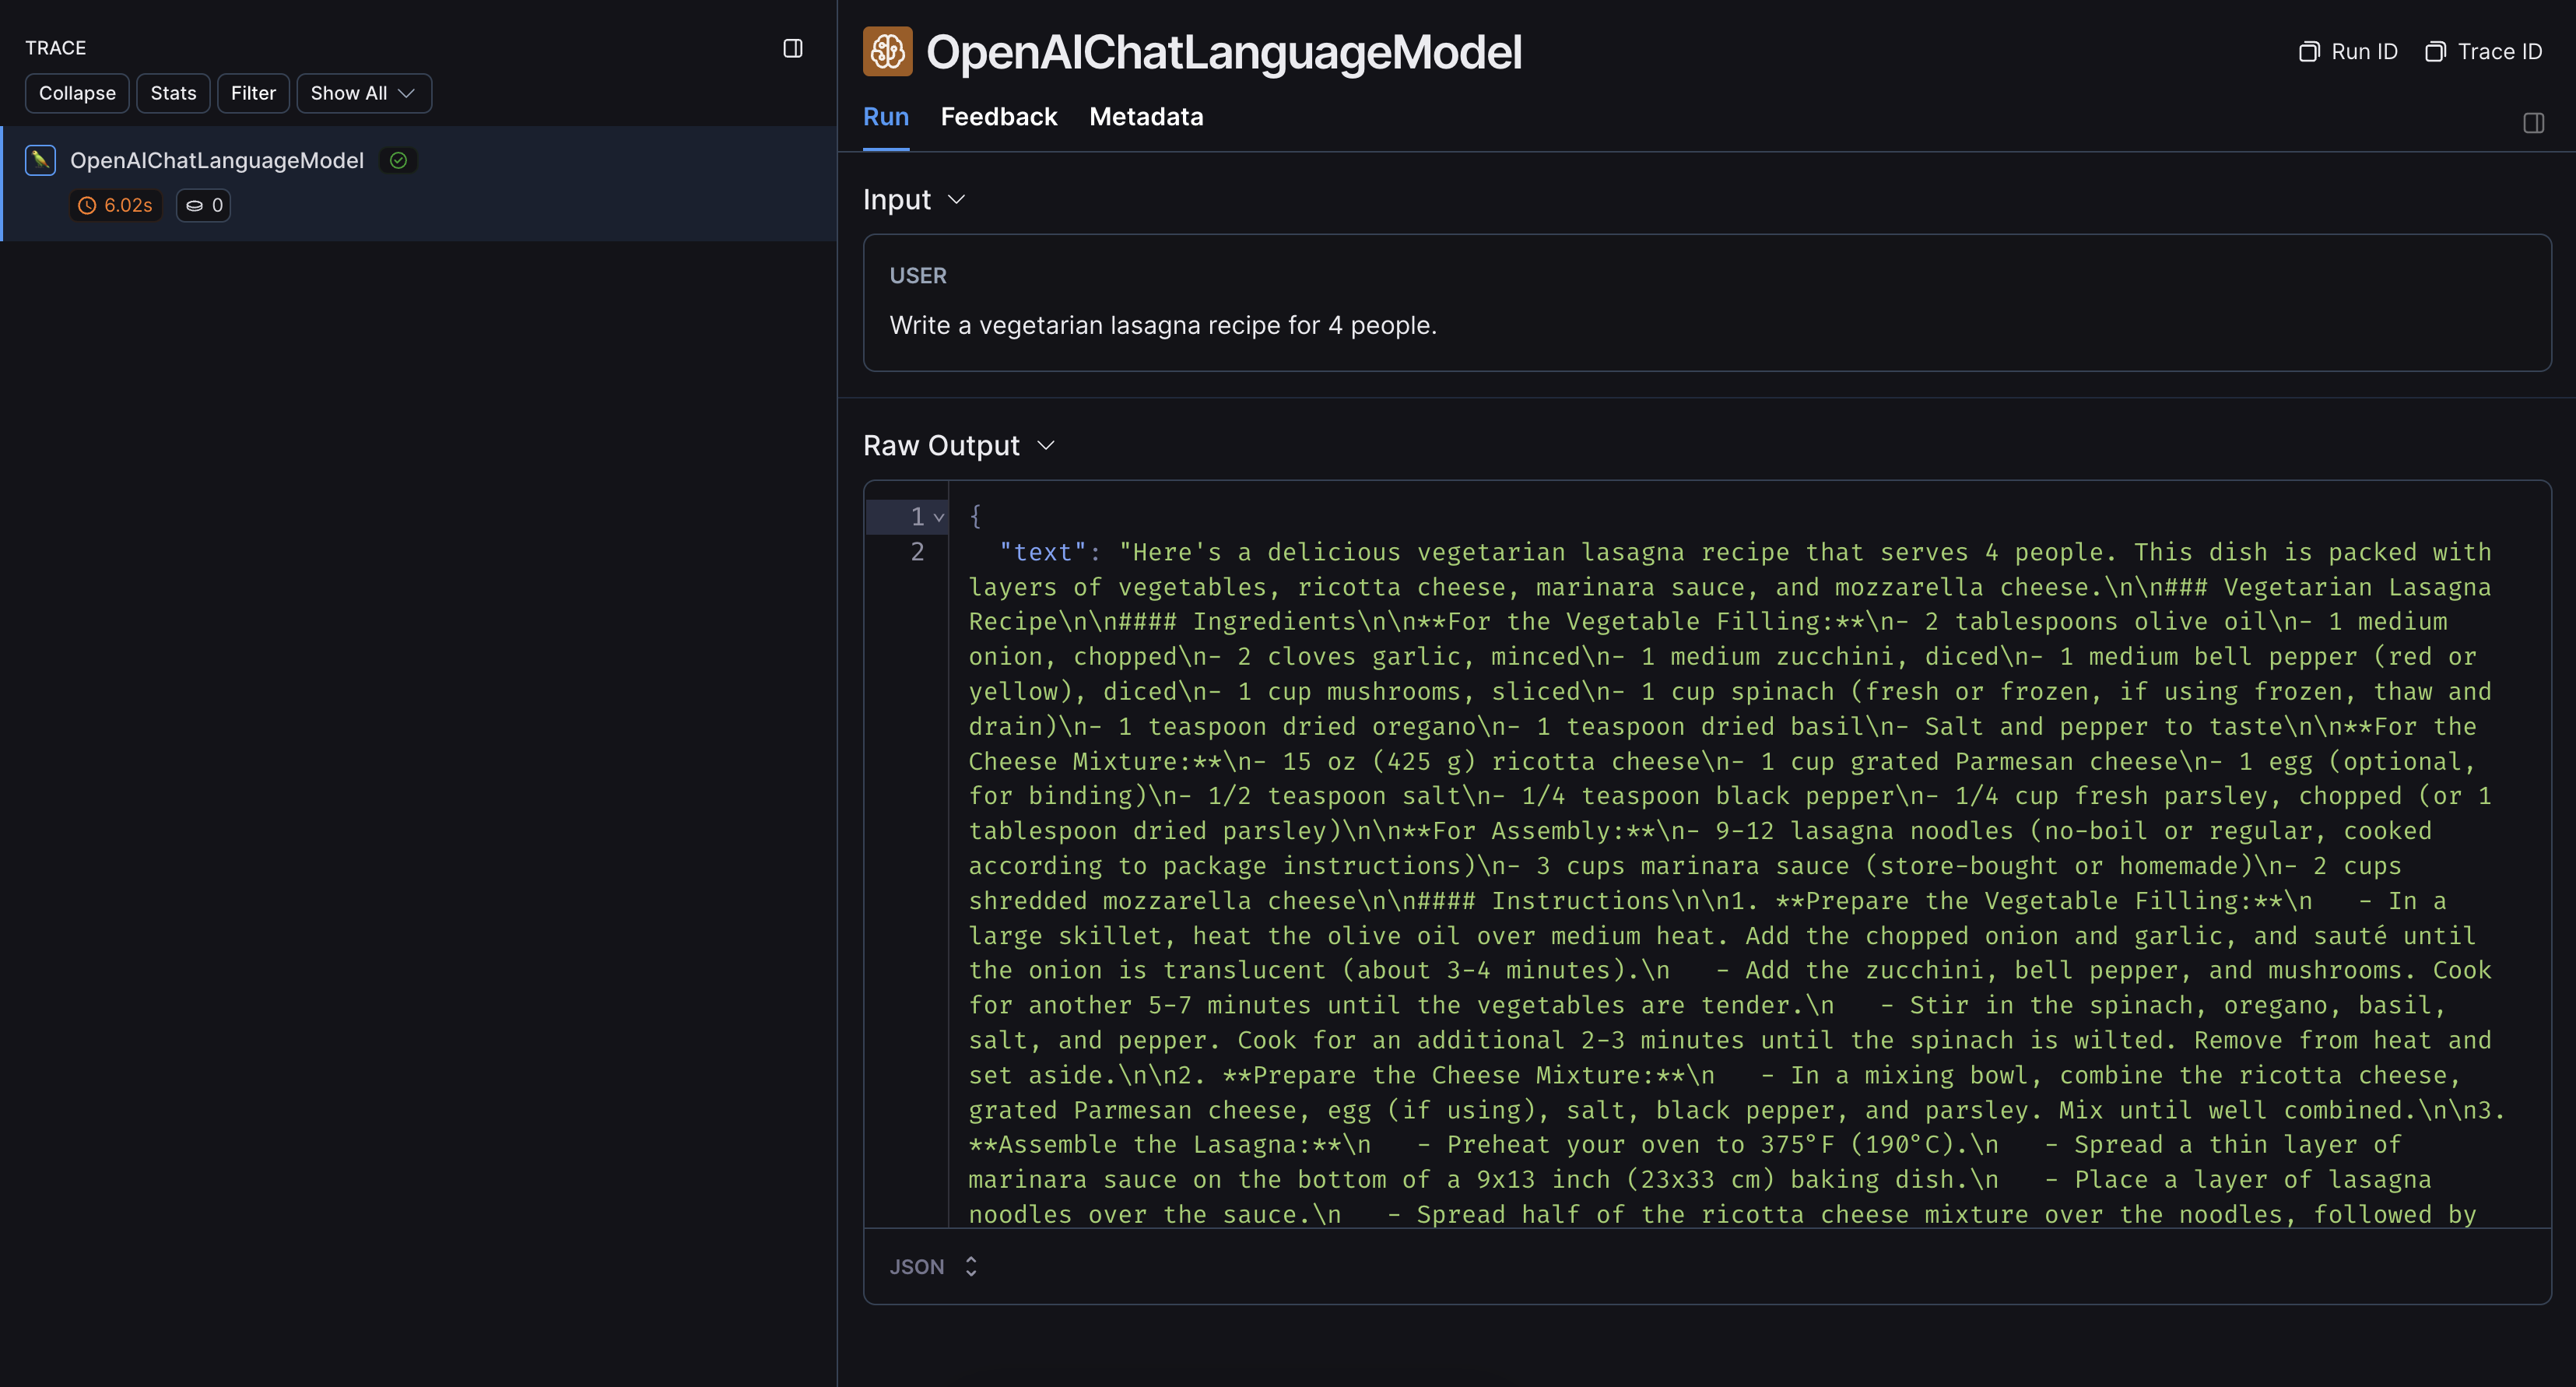 TRACE
Collapse Stats Filter Show All
OpenAIChatLanguageModel
6.02s 0
OpenAIChatLanguageModel
Run ID Trace ID
Run Feedback Metadata
Input
USER
Write a vegetarian lasagna recipe for 4 people.
Raw Output
1 {
2 "text": "Here's a delicious vegetarian lasagna recipe that serves 4 people. This dish is packed with
layers of vegetables, ricotta cheese, marinara sauce, and mozzarella cheese.\n\n### Vegetarian Lasagna
Recipe\n\n#### Ingredients\n\n**For the Vegetable Filling:**\n- 2 tablespoons olive oil\n- 1 medium
onion, chopped\n- 2 cloves garlic, minced\n- 1 medium zucchini, diced\n- 1 medium bell pepper (red or
yellow), diced\n- 1 cup mushrooms, sliced\n- 1 cup spinach (fresh or frozen, if using frozen, thaw and
drain)\n- 1 teaspoon dried oregano\n- 1 teaspoon dried basil\n- Salt and pepper to taste\n\n**For the
Cheese Mixture:**\n- 15 oz (425 g) ricotta cheese\n- 1 cup grated Parmesan cheese\n- 1 egg (optional,
for binding)\n- 1/2 teaspoon salt\n- 1/4 teaspoon black pepper\n- 1/4 cup fresh parsley, chopped (or 1
tablespoon dried parsley)\n\n**For Assembly:**\n- 9-12 lasagna noodles (no-boil or regular, cooked
according to package instructions)\n- 3 cups marinara sauce (store-bought or homemade)\n- 2 cups
shredded mozzarella cheese\n\n#### Instructions\n\n1. **Prepare the Vegetable Filling:**\n   - In a
large skillet, heat the olive oil over medium heat. Add the chopped onion and garlic, and sauté until
the onion is translucent (about 3-4 minutes).\n   - Add the zucchini, bell pepper, and mushrooms. Cook
for another 5-7 minutes until the vegetables are tender.\n   - Stir in the spinach, oregano, basil,
salt, and pepper. Cook for an additional 2-3 minutes until the spinach is wilted. Remove from heat and
set aside.\n\n2. **Prepare the Cheese Mixture:**\n   - In a mixing bowl, combine the ricotta cheese,
grated Parmesan cheese, egg (if using), salt, black pepper, and parsley. Mix until well combined.\n\n3.
**Assemble the Lasagna:**\n   - Preheat your oven to 375°F (190°C).\n   - Spread a thin layer of
marinara sauce on the bottom of a 9x13 inch (23x33 cm) baking dish.\n   - Place a layer of lasagna
noodles over the sauce.\n   - Spread half of the ricotta cheese mixture over the noodles, followed by
JSON